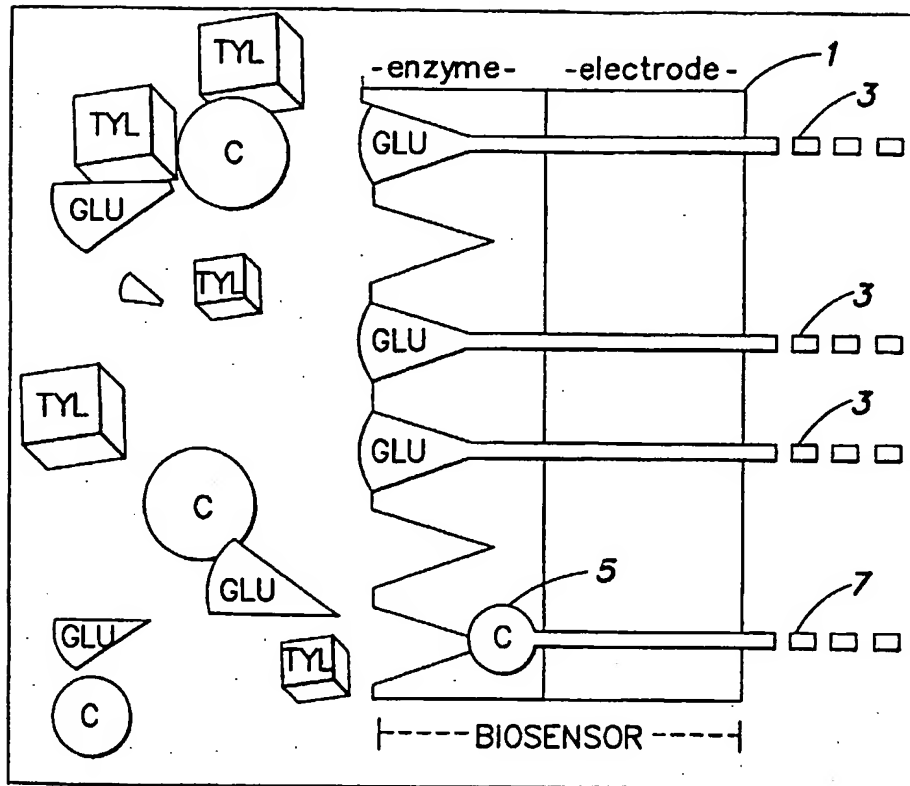 TYL
-enzyme-
-electrode-
1
TYL
C
GLU
3
GLU
TYL
GLU
3
TYL
GLU
3
C
GLU
5
7
GLU
C
TYL
C
BIOSENSOR